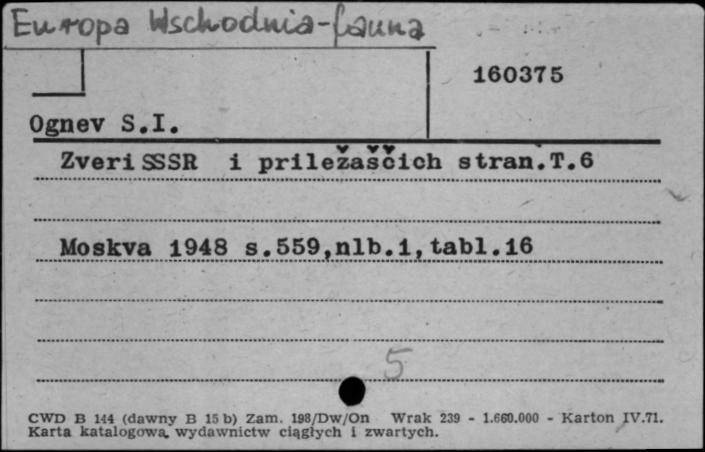 Europa Wschodnia-fauna
160375
Ognev S.I.
Zveri SSSR i priležaščich stran.T.6
Moskva 1948 s.559,nlb.1,tabl.16
5
CWD B 144 (dawny B 15 b) Zam. 198/Dw/On Wrak 239 - 1.660.000 - Karton IV.71.
Karta katalogowa wydawnictw ciągłych i zwartych.